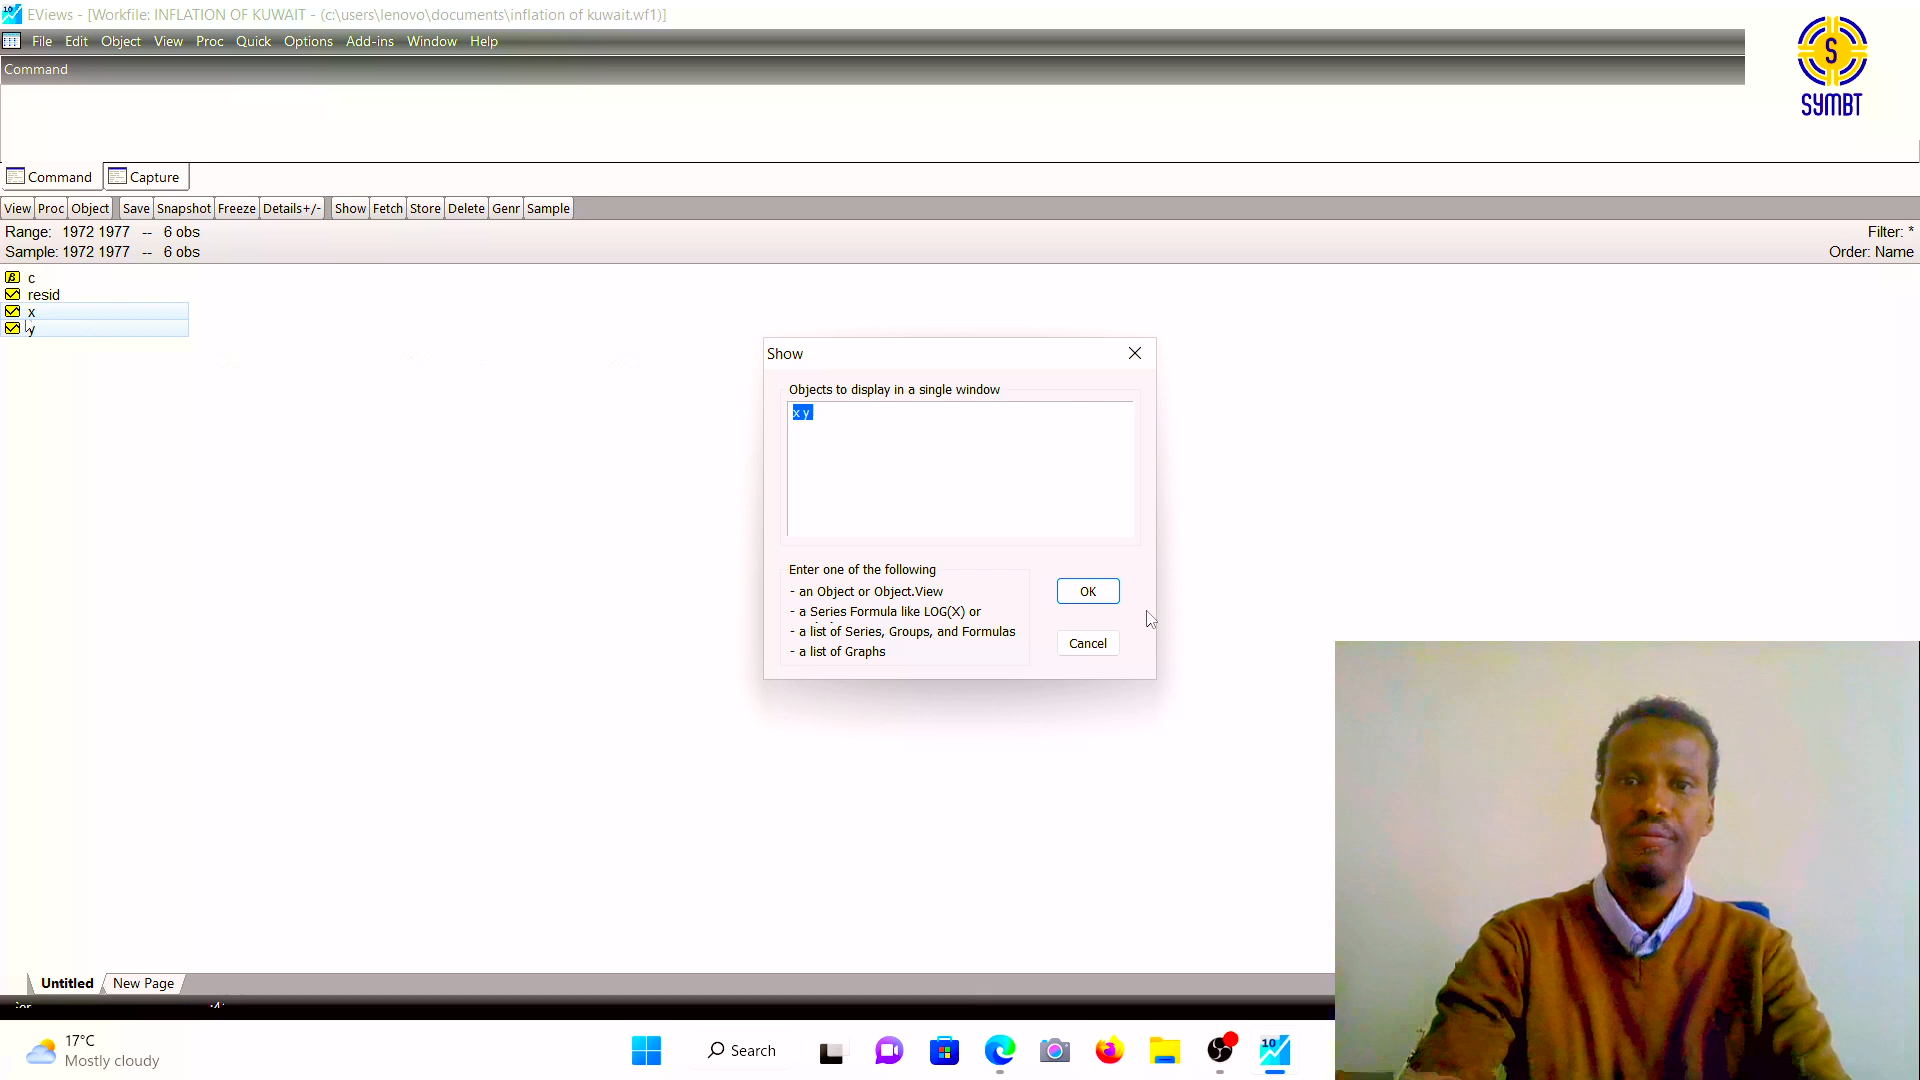 EViews - [Workfile: INFLATION OF KUWAIT - (c:\users\lenovo\documents\inflation of kuwait.wf1)]
File Edit Object View Proc Quick Options Add-ins Window Help
Command
S
SYMBT
Command Capture
View Proc Object Save Snapshot Freeze Details+/- Show Fetch Store Delete Genr Sample
Range: 1972 1977 -- 6 obs
Filter: *
Sample: 1972 1977 -- 6 obs
Order: Name
c
resid
x
y
Show
Objects to display in a single window
x y
Enter one of the following
- an Object or Object.View
- a Series Formula like LOG(X) or
- a list of Series, Groups, and Formulas
- a list of Graphs
OK
Cancel
Untitled New Page
17°C
Mostly cloudy
Search
10